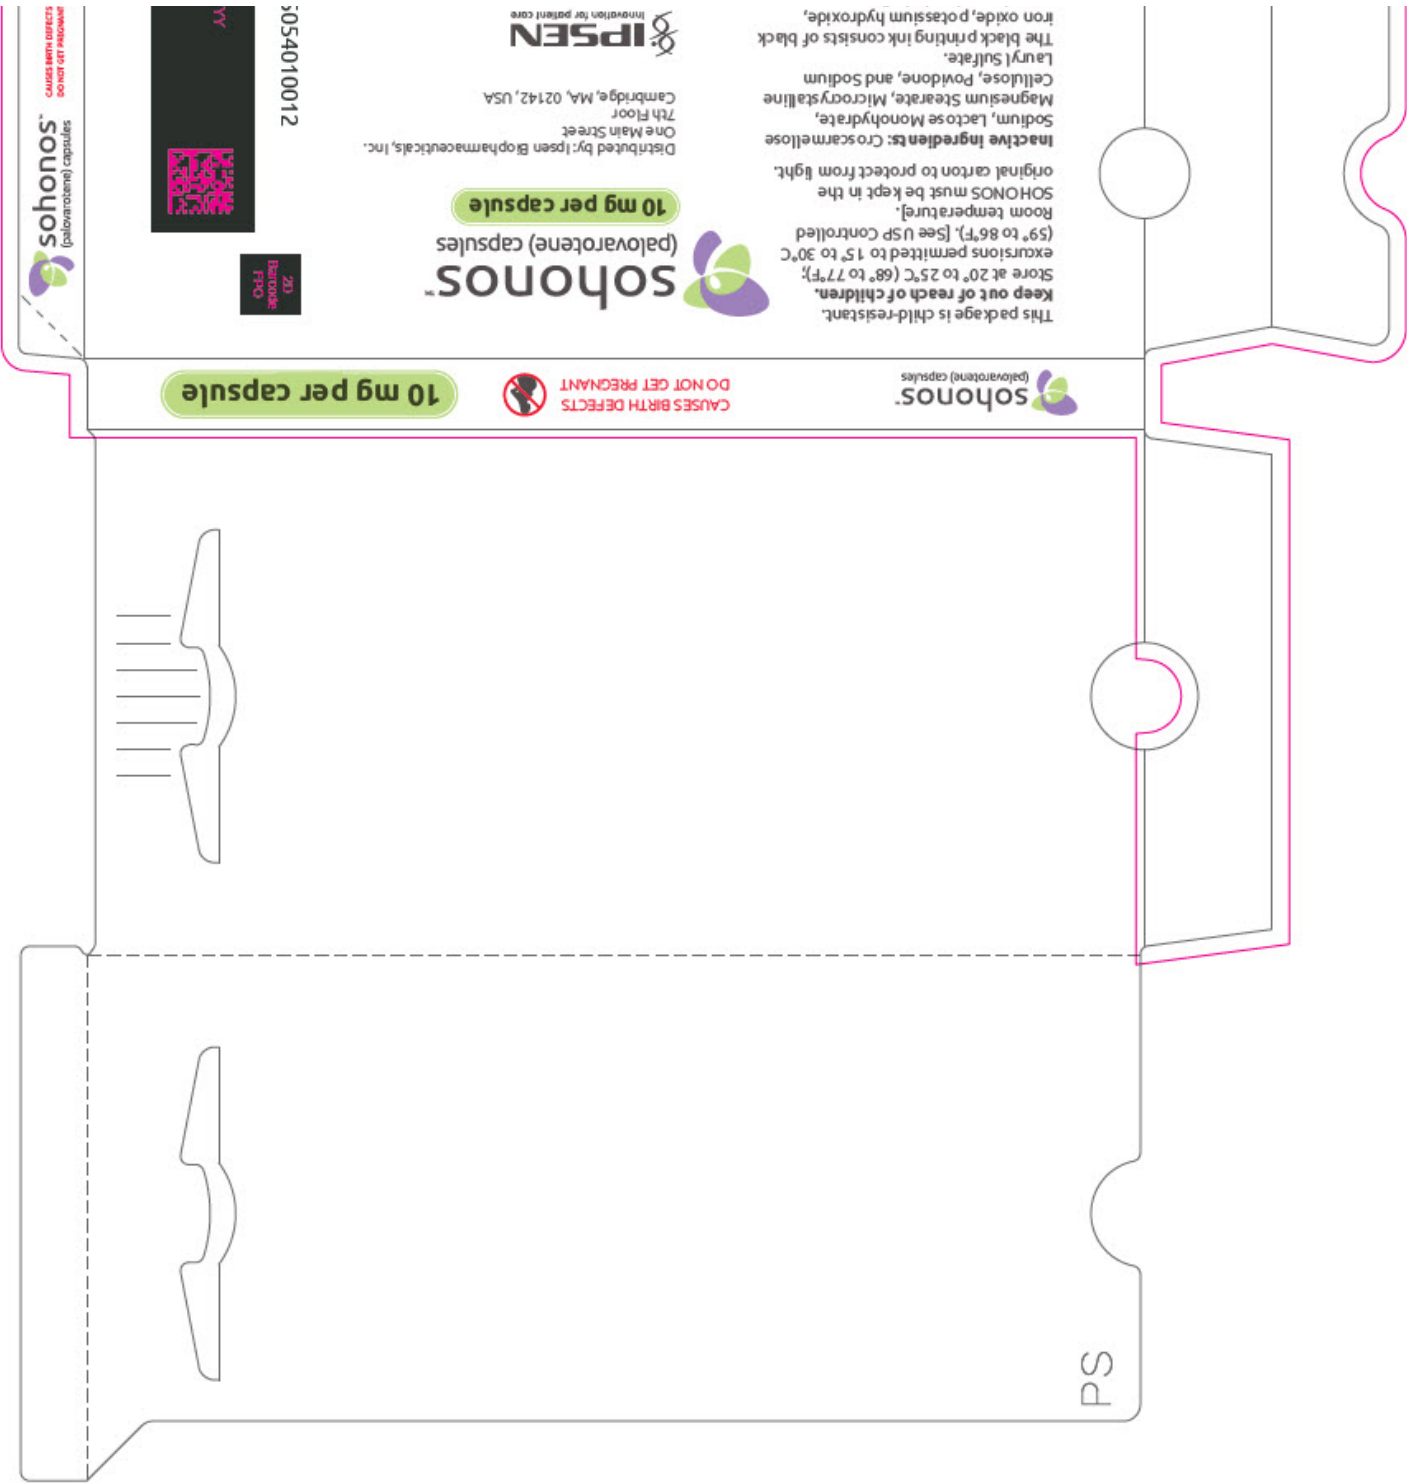 CAUSES BIRTH DEFECTS
DO NOT GET PREGNANT
sohonos™
(palovarotene) capsules
YY
5054010012
2D
Barcode
FPO
This package is child-resistant.
Keep out of reach of children.
Store at 20° to 25°C (68° to 77°F);
excursions permitted to 15° to 30°C
(59° to 86°F). [See USP Controlled
Room temperature].
SOHONOS must be kept in the
original carton to protect from light.
Inactive ingredients: Croscarmellose
Sodium, Lactose Monohydrate,
Magnesium Stearate, Microcrystalline
Cellulose, Povidone, and Sodium
Lauryl Sulfate.
The black printing ink consists of black
iron oxide, potassium hydroxide,
sohonos™
(palovarotene) capsules
10 mg per capsule
Distributed by: Ipsen Biopharmaceuticals, Inc.
One Main Street
7th Floor
Cambridge, MA, 02142, USA
IPSEN
Innovation for patient care
sohonos™
(palovarotene) capsules
CAUSES BIRTH DEFECTS
DO NOT GET PREGNANT
10 mg per capsule
PS